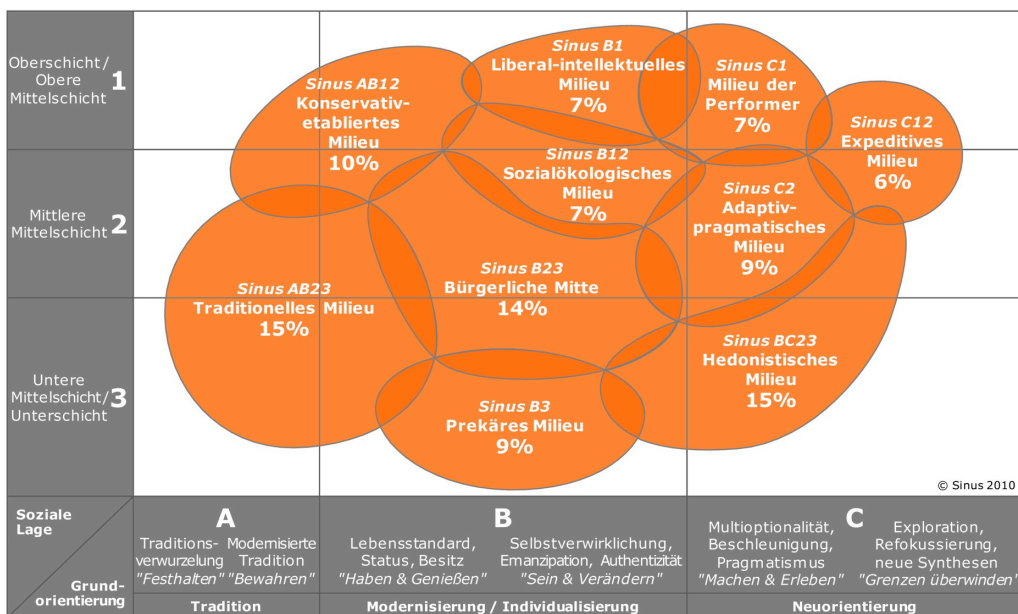 Oberschicht /
Obere
Mittelschicht
1
Mittlere
Mittelschicht
2
Untere
Mittelschicht/
Unterschicht
3
Sinus AB12
Konservativ-
etabliertes
Milieu
10%
Sinus B1
Liberal-intellektuelles
Milieu
7%
Sinus C1
Milieu der
Performer
7%
Sinus C12
Expeditives
Milieu
6%
Sinus B12
Sozialökologisches
Milieu
7%
Sinus C2
Adaptiv-
pragmatisches
Milieu
9%
Sinus AB23
Traditionelles Milieu
15%
Sinus B23
Bürgerliche Mitte
14%
Sinus BC23
Hedonistisches
Milieu
15%
Sinus B3
Prekäres Milieu
9%
© Sinus 2010
Soziale
Lage
Grund-
orientierung
A
Traditions-
verwurzelung
"Festhalten"
Modernisierte
Tradition
"Bewahren"
B
Lebensstandard,
Status, Besitz
"Haben & Genießen"
Selbstverwirklichung,
Emanzipation, Authentizität
"Sein & Verändern"
C
Multioptionalität,
Beschleunigung,
Pragmatismus
"Machen & Erleben"
Exploration,
Refokussierung,
neue Synthesen
"Grenzen überwinden"
Tradition
Modernisierung / Individualisierung
Neuorientierung